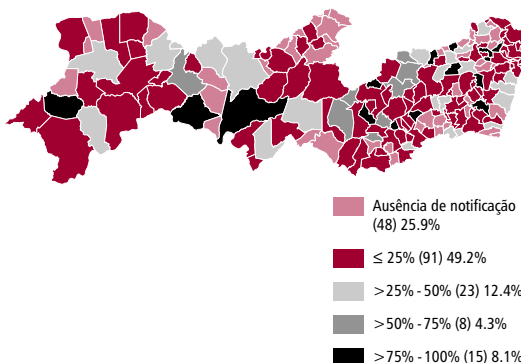 Ausência de notificação
(48) 25.9%
≤ 25% (91) 49.2%
>25% - 50% (23) 12.4%
>50% - 75% (8) 4.3%
>75% - 100% (15) 8.1%